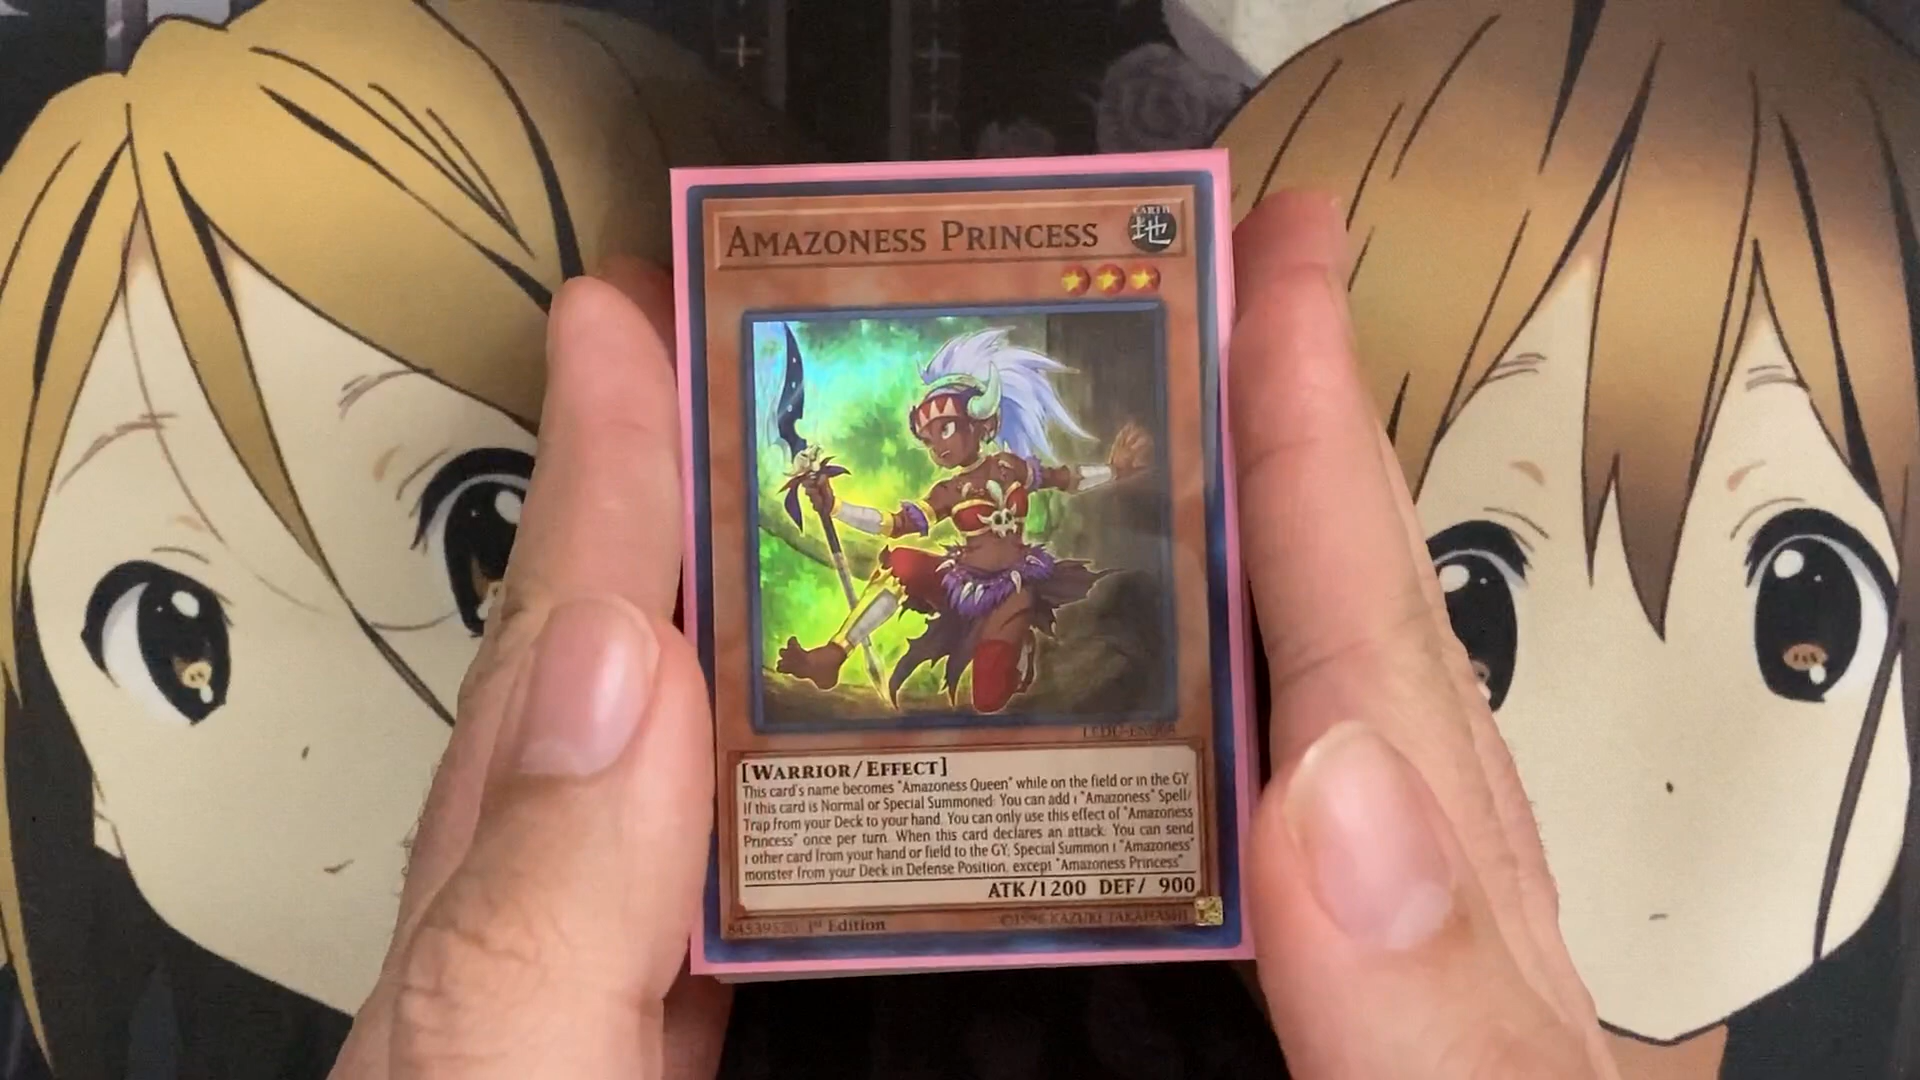 AMAZONESS PRINCESS
EARTH
地
[WARRIOR/EFFECT]
This card's name becomes "Amazoness Queen" while on the field or in the GY.
If this card is Normal or Special Summoned: You can add 1 "Amazoness" Spell/
Trap from your Deck to your hand. You can only use this effect of "Amazoness
Princess" once per turn. When this card declares an attack: You can send
1 other card from your hand or field to the GY; Special Summon 1 "Amazoness"
monster from your Deck in Defense Position, except "Amazoness Princess".
ATK/1200 DEF/ 900
1st Edition
©1996 KAZUKI TAKAHASHI